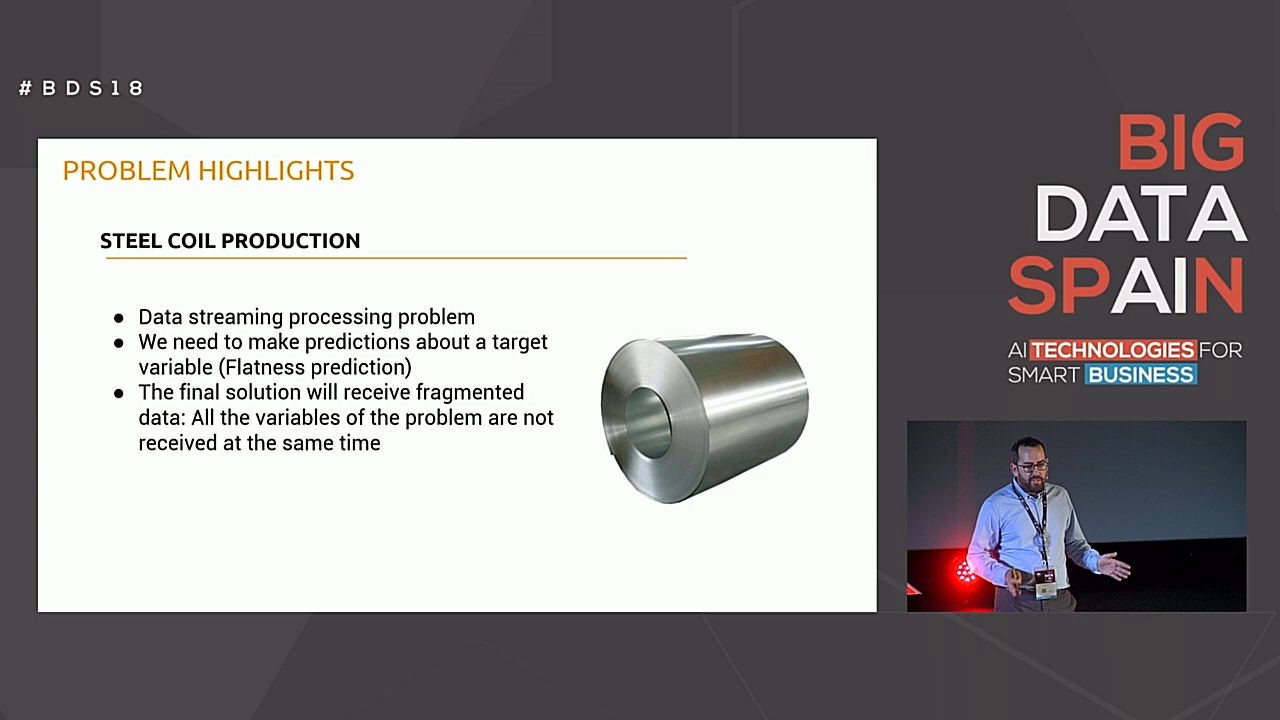 #BDS18
PROBLEM HIGHLIGHTS
STEEL COIL PRODUCTION
● Data streaming processing problem
● We need to make predictions about a target
variable (Flatness prediction)
● The final solution will receive fragmented
data: All the variables of the problem are not
received at the same time
BIG
DATA
SPAIN
AI TECHNOLOGIES FOR
SMART BUSINESS